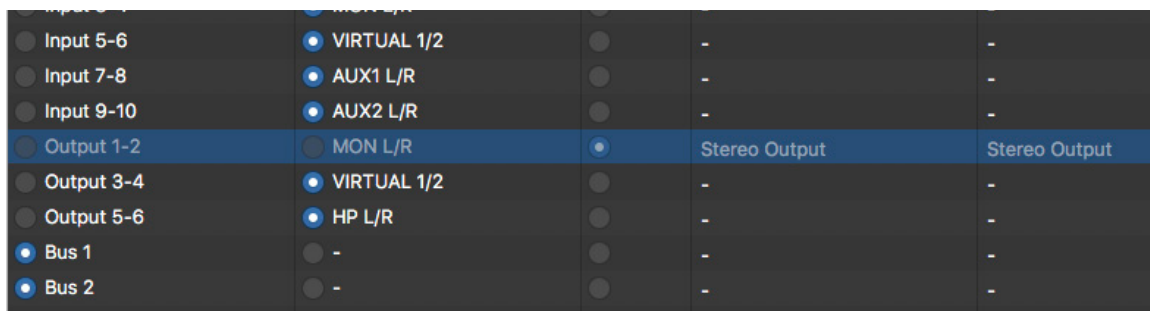 Input 5-6 VIRTUAL 1/2 - -
Input 7-8 AUX1 L/R - -
Input 9-10 AUX2 L/R - -
Output 1-2 MON L/R Stereo Output Stereo Output
Output 3-4 VIRTUAL 1/2 - -
Output 5-6 HP L/R - -
Bus 1 - - -
Bus 2 - - -